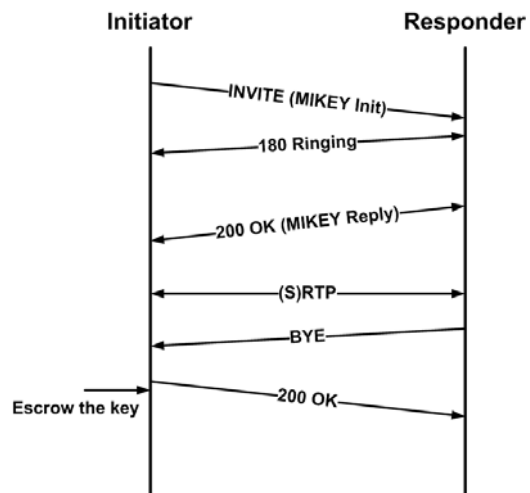 Initiator
Responder
INVITE (MIKEY Init)
180 Ringing
200 OK (MIKEY Reply)
(S)RTP
BYE
200 OK
Escrow the key